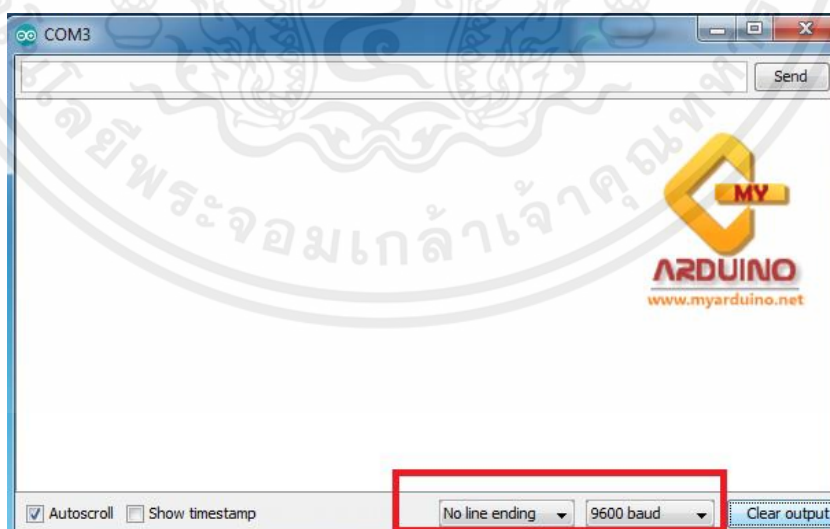 COM3
Send
MY
ARDUINO
www.myarduino.net
Autoscroll
Show timestamp
No line ending
9600 baud
Clear output